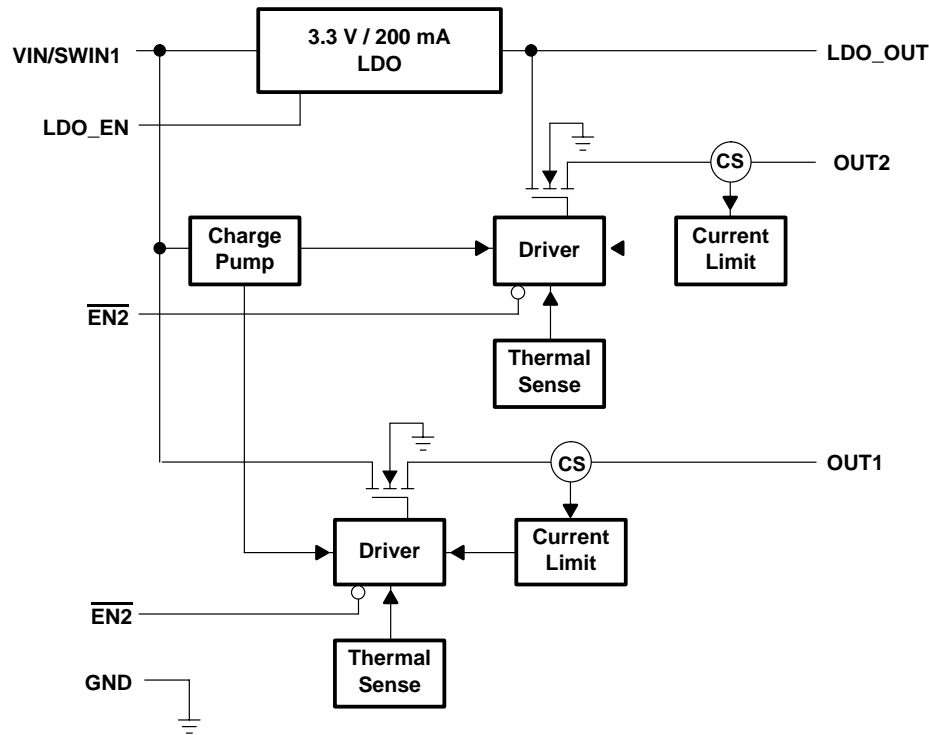 3.3 V / 200 mA
LDO
VIN/SWIN1
LDO_OUT
LDO_EN
CS
OUT2
Charge
Pump
Driver
Current
Limit
EN2
Thermal
Sense
CS
OUT1
Driver
Current
Limit
EN2
Thermal
Sense
GND